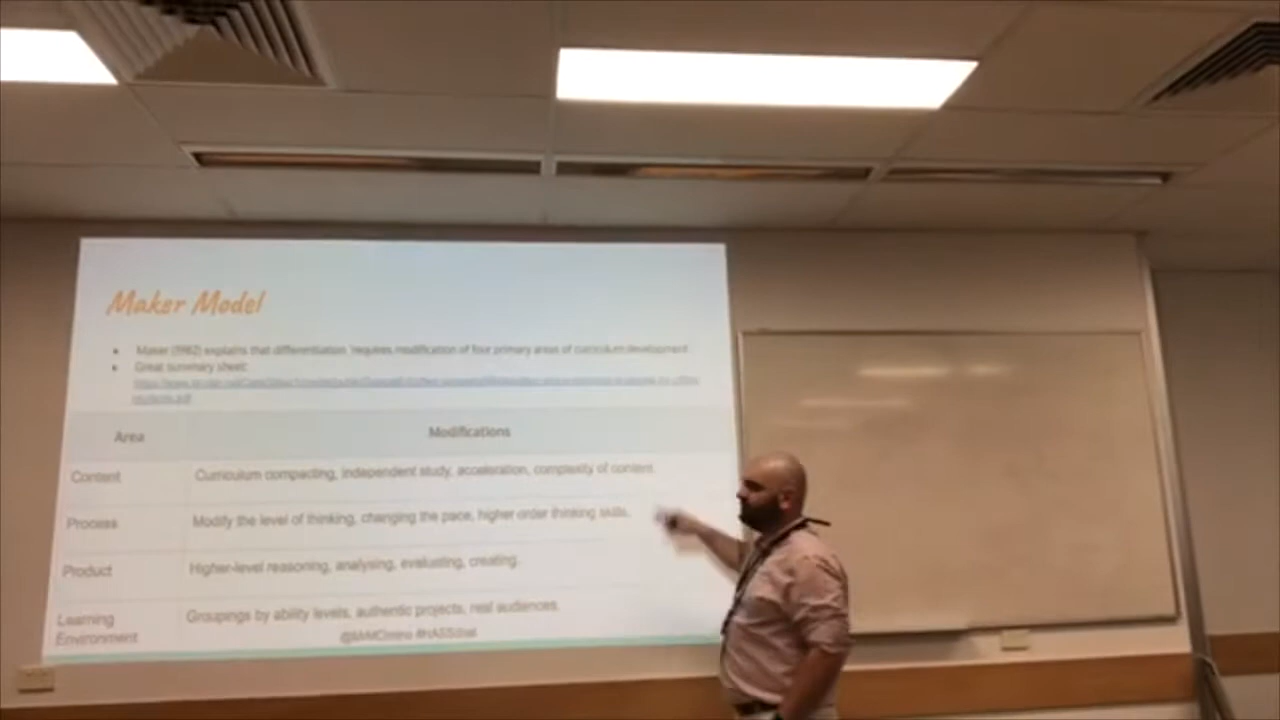 Maker Model
Maker (1982) explains that differentiation 'requires modification of four primary areas of curriculum development
Great summary sheet:
Area Modifications
Content Curriculum compacting, independent study, acceleration, complexity of content.
Process Modify the level of thinking, changing the pace, higher order thinking skills.
Product Higher-level reasoning, analysing, evaluating, creating.
Learning Groupings by ability levels, authentic projects, real audiences.
Environment